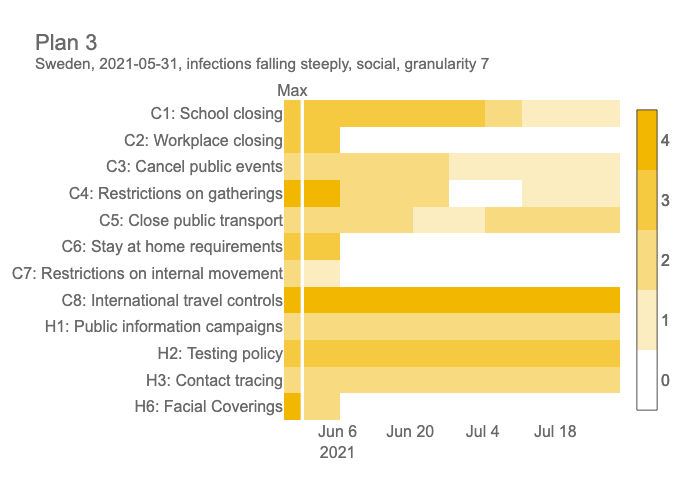 Plan 3
Sweden, 2021-05-31, infections falling steeply, social, granularity 7
Max
C1: School closing
C2: Workplace closing
C3: Cancel public events
C4: Restrictions on gatherings
C5: Close public transport
C6: Stay at home requirements
C7: Restrictions on internal movement
C8: International travel controls
H1: Public information campaigns
H2: Testing policy
H3: Contact tracing
H6: Facial Coverings
Jun 6 Jun 20 Jul 4 Jul 18
2021
4
3
2
1
0